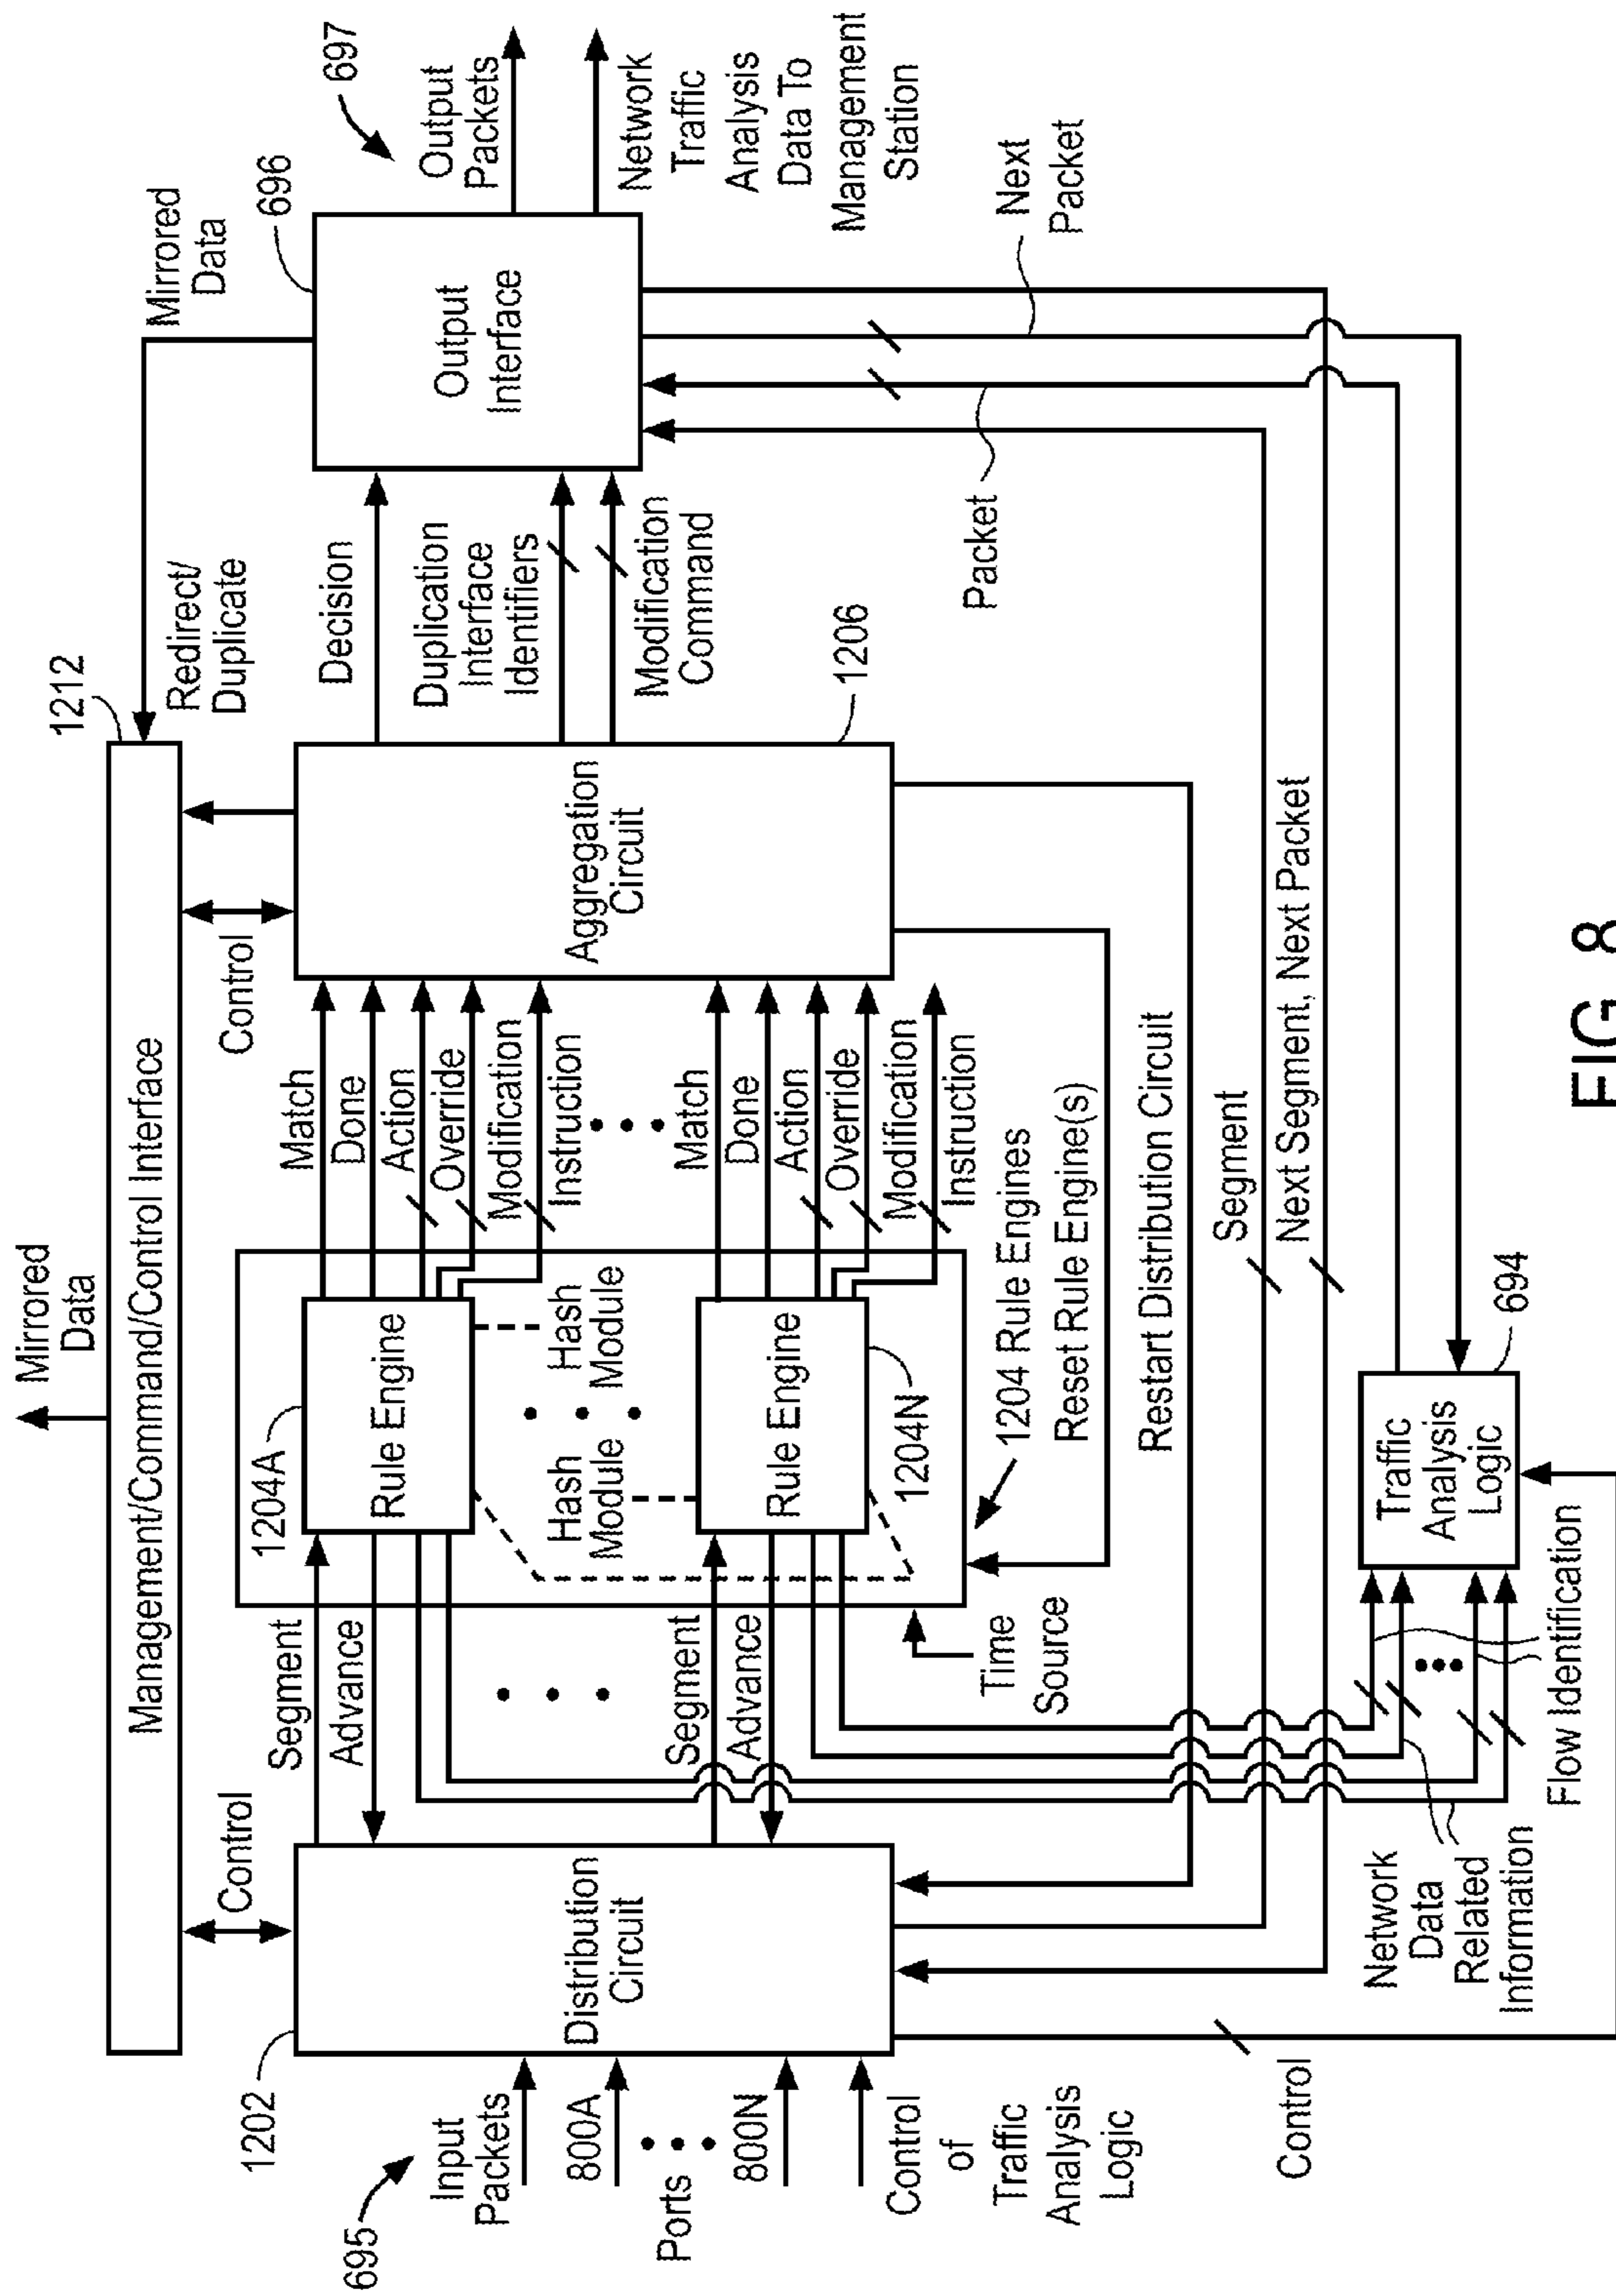 Mirrored
Data
1212
Management/Command/Control Interface
Redirect/
Duplicate
Mirrored
Data
696
697
Control
Control
1202
695
Input
Packets
800A
Ports
800N
Control
of
Traffic
Analysis
Logic
Distribution
Circuit
Segment
Advance
Segment
Advance
1204A
Rule Engine
Hash
Module
Hash
Module
Rule Engine
1204N
Time
Source
1204 Rule Engines
Reset Rule Engine(s)
Match
Done
Action
Override
Modification
Instruction
Match
Done
Action
Override
Modification
Instruction
Aggregation
Circuit
1206
Decision
Duplication
Interface
Identifiers
Modification
Command
Output
Interface
Output
Packets
Network
Traffic
Analysis
Data To
Management
Station
Next
Packet
Packet
Restart Distribution Circuit
Segment
Next Segment, Next Packet
Traffic
Analysis
Logic
694
Flow Identification
Network
Data
Related
Information
Control
FIG. 8